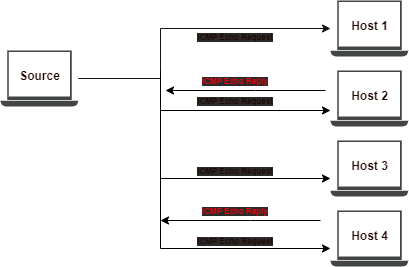 Host 1
ICMP Echo Request
Source
ICMP Echo Reply
Host 2
ICMP Echo Request
Host 3
ICMP Echo Request
ICMP Echo Reply
Host 4
ICMP Echo Request